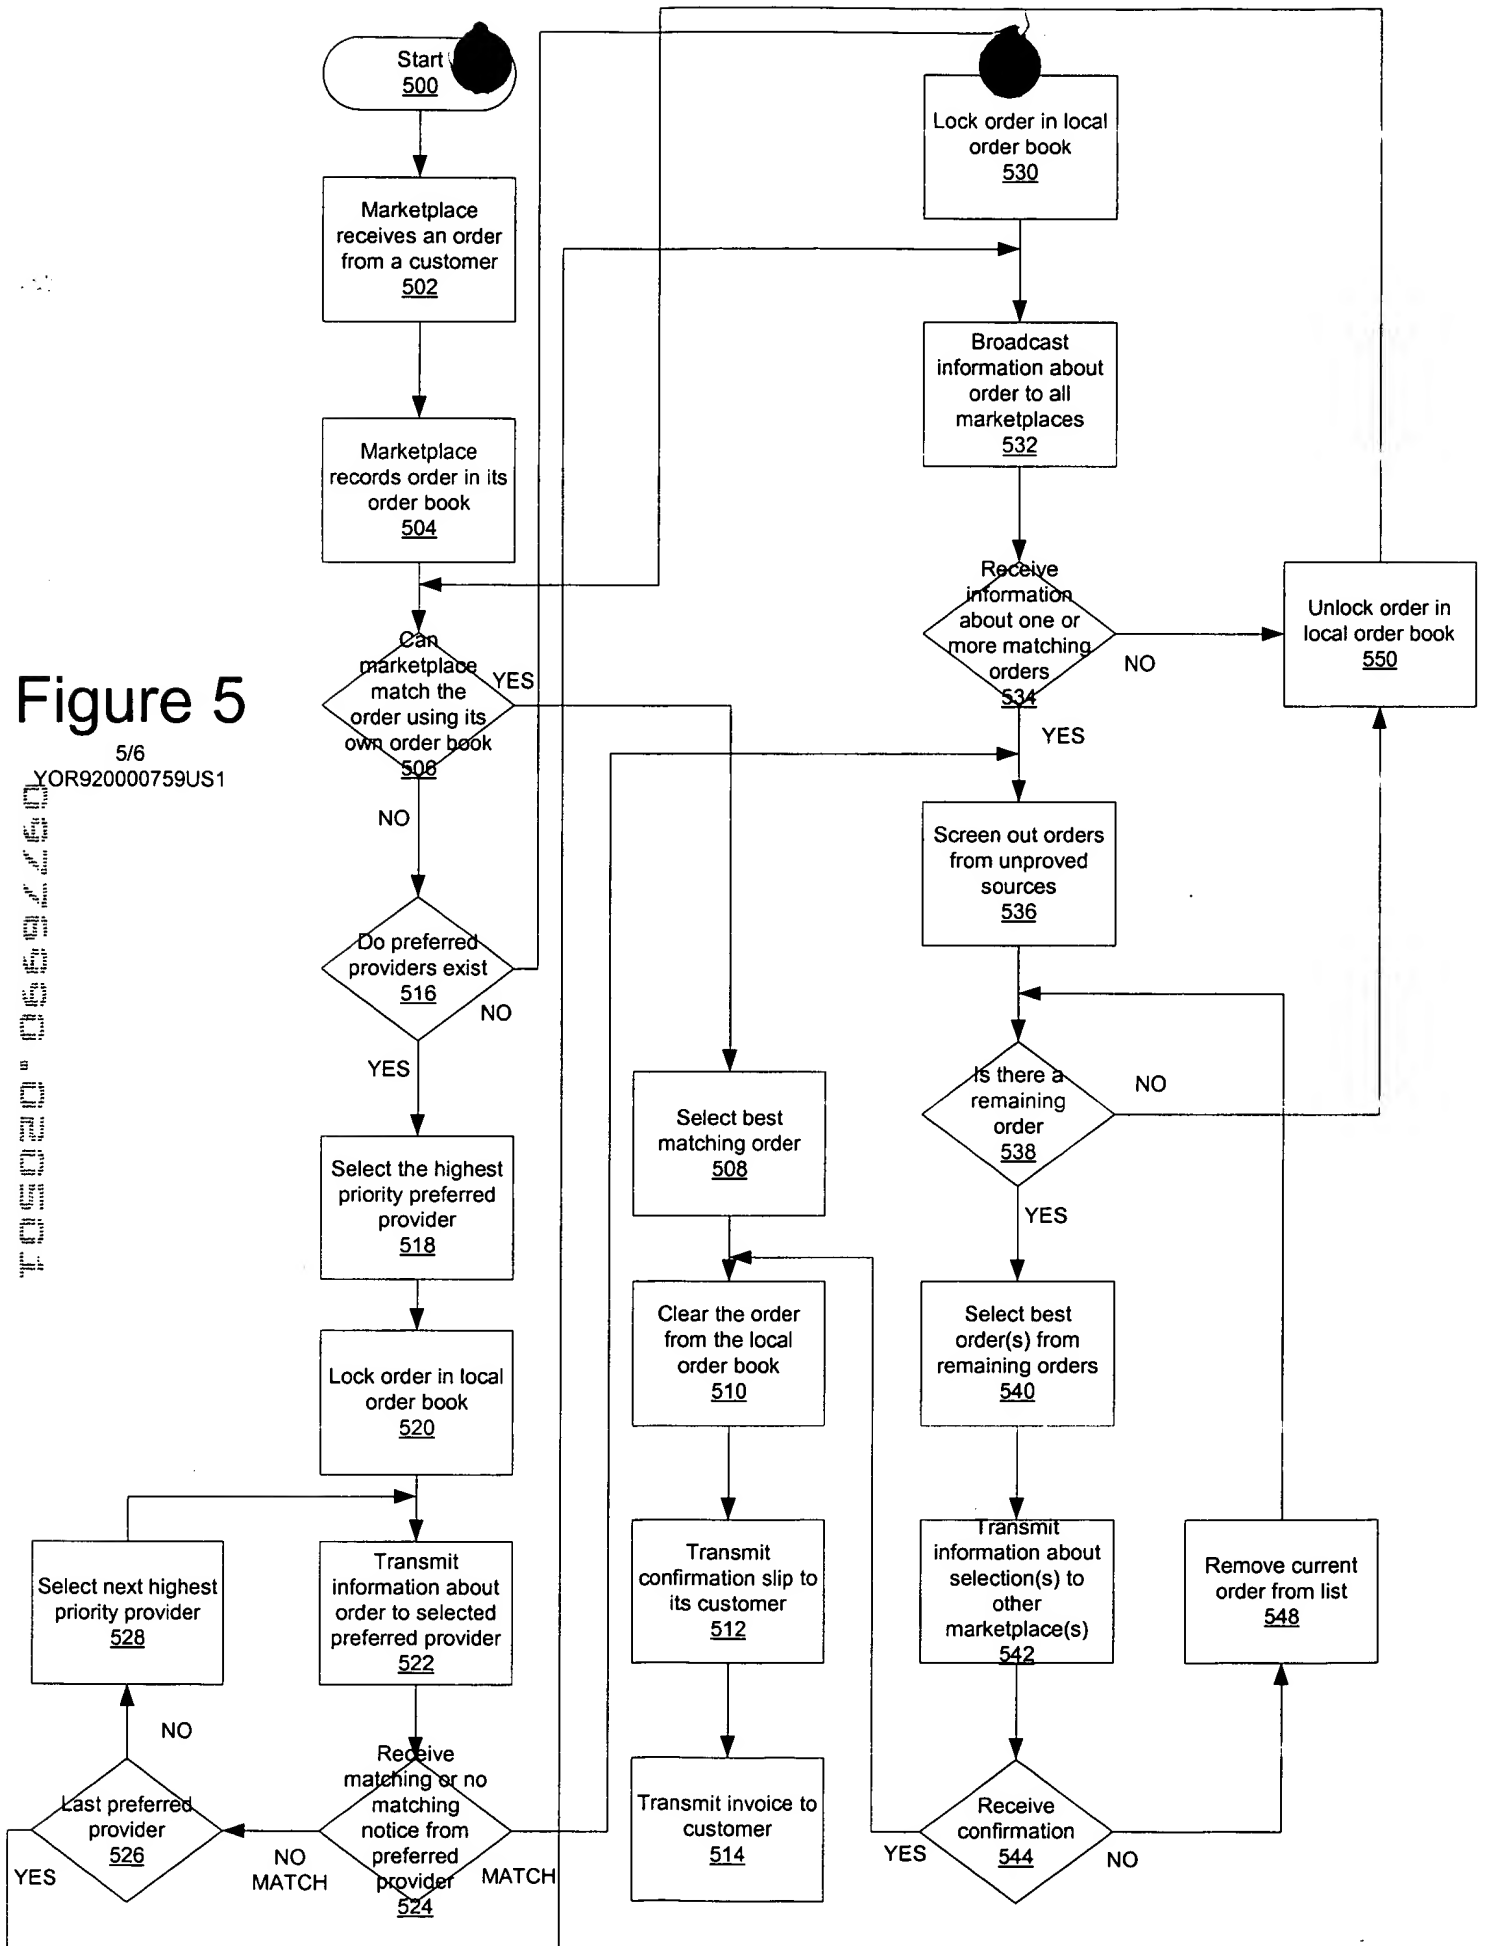 Start
500
Marketplace
receives an order
from a customer
502
Marketplace
records order in its
order book
504
Can
marketplace
match the
order using its
own order book
506
YES
NO
Do preferred
providers exist
516
NO
YES
Select the highest
priority preferred
provider
518
Lock order in local
order book
520
Transmit
information about
order to selected
preferred provider
522
Receive
matching or no
matching
notice from
preferred
provider
524
NO
MATCH
MATCH
Last preferred
provider
526
YES
NO
Select next highest
priority provider
528
Figure 5
5/6
YOR920000759US1
Select best
matching order
508
Clear the order
from the local
order book
510
Transmit
confirmation slip to
its customer
512
Transmit invoice to
customer
514
Lock order in local
order book
530
Broadcast
information about
order to all
marketplaces
532
Receive
information
about one or
more matching
orders
534
NO
YES
Unlock order in
local order book
550
Screen out orders
from unproved
sources
536
Is there a
remaining
order
538
NO
YES
Select best
order(s) from
remaining orders
540
Transmit
information about
selection(s) to
other
marketplace(s)
542
Receive
confirmation
544
YES
NO
Remove current
order from list
548